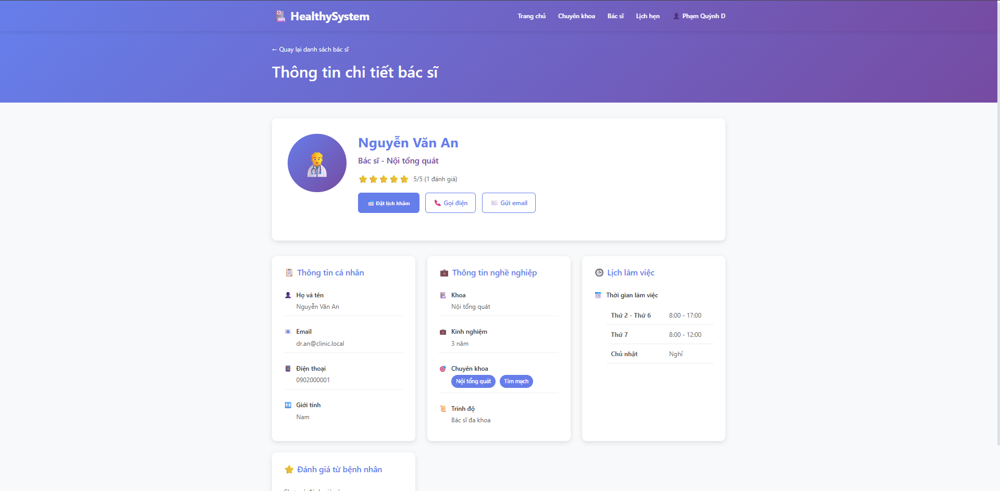 HealthySystem
Trang chủ
Chuyên khoa
Bác sĩ
Lịch hẹn
Phạm Quỳnh D
← Quay lại danh sách bác sĩ
Thông tin chi tiết bác sĩ
Nguyễn Văn An
Bác sĩ - Nội tổng quát
5/5 (1 đánh giá)
Đặt lịch khám
Gọi điện
Gửi email
Thông tin cá nhân
Họ và tên
Nguyễn Văn An
Email
dr.an@clinic.local
Điện thoại
0902000001
Giới tính
Nam
Thông tin nghề nghiệp
Khoa
Nội tổng quát
Kinh nghiệm
3 năm
Chuyên khoa
Nội tổng quát
Tim mạch
Trình độ
Bác sĩ đa khoa
Lịch làm việc
Thời gian làm việc
Thứ 2 - Thứ 6 8:00 - 17:00
Thứ 7 8:00 - 12:00
Chủ nhật Nghỉ
Đánh giá từ bệnh nhân